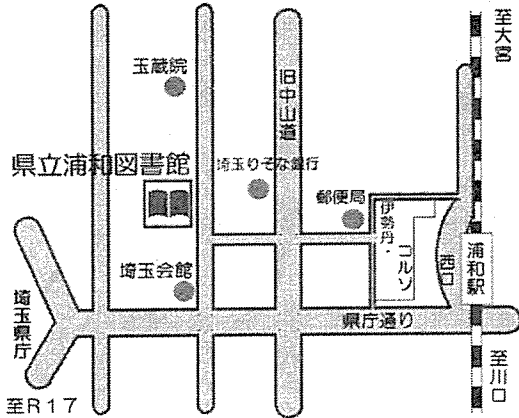 至大宮
玉蔵院
旧中山道
県立浦和図書館
埼玉りそな銀行
郵便局
伊勢丹・
コルソ
西口
浦和駅
埼玉会館
埼玉県庁
県庁通り
至R17
至川口